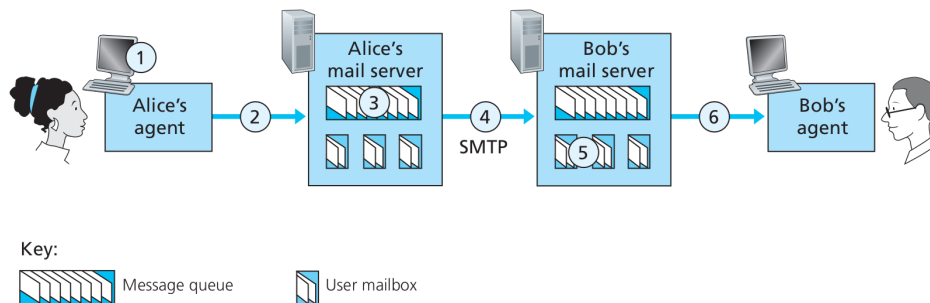 1
Alice's
agent
2
Alice's
mail server
3
4
SMTP
Bob's
mail server
5
6
Bob's
agent
Key:
Message queue
User mailbox